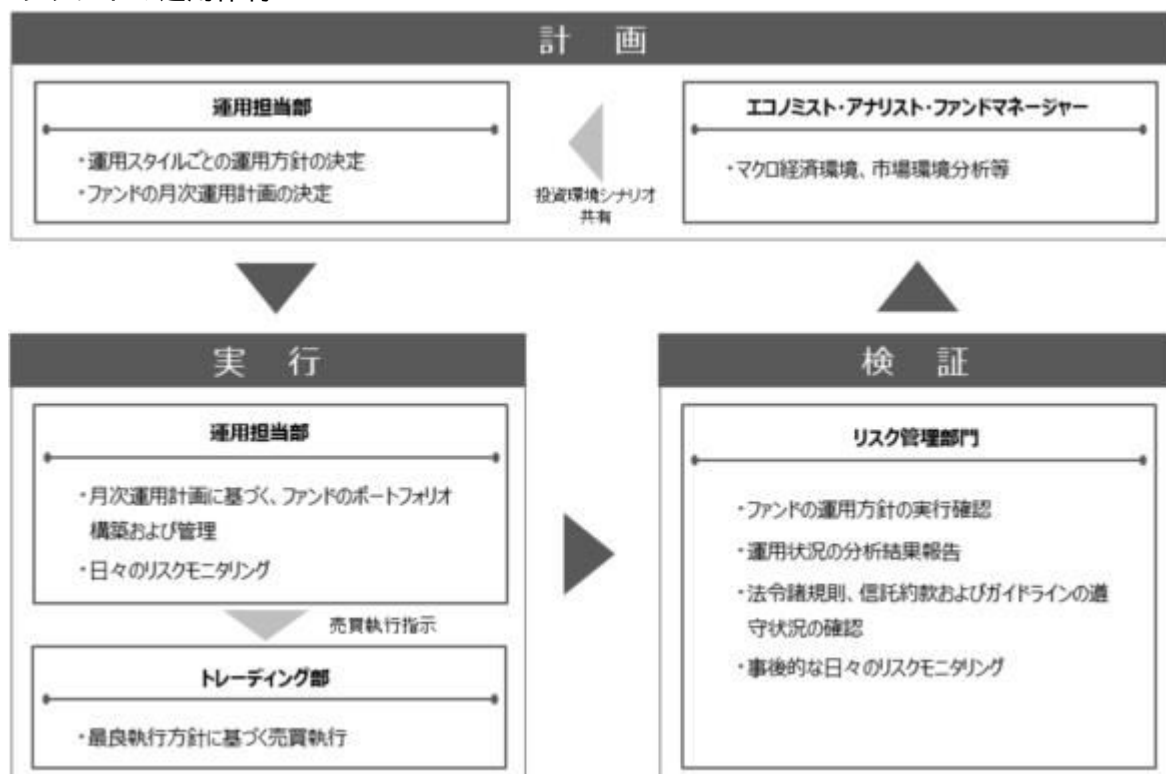 計 画
運用担当部
・運用スタイルごとの運用方針の決定
・ファンドの月次運用計画の決定
投資環境シナリオ
共有
エコノミスト・アナリスト・ファンドマネージャー
・マクロ経済環境、市場環境分析等
実 行
運用担当部
・月次運用計画に基づく、ファンドのポートフォリオ
構築および管理
・日々のリスクモニタリング
売買執行指示
トレーディング部
・最良執行方針に基づく売買執行
検 証
リスク管理部門
・ファンドの運用方針の実行確認
・運用状況の分析結果報告
・法令諸規則、信託約款およびガイドラインの遵
守状況の確認
・事後的な日々のリスクモニタリング